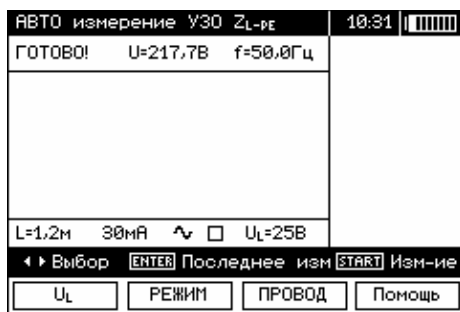 АВТО измерение УЗО ZL-PE 10:31
ГОТОВО! U=217,7В f=50,0Гц
L=1,2м 30мА UL=25В
Выбор ENTER Последнее изм START Изм-ие
UL РЕЖИМ ПРОВОД Помощь